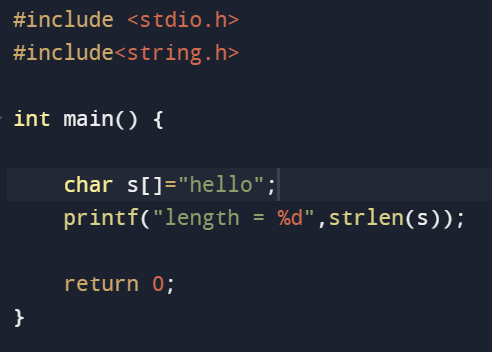 #include <stdio.h>
#include<string.h>
int main() {
char s[]="hello";
printf("length = %d",strlen(s));
return 0;
}